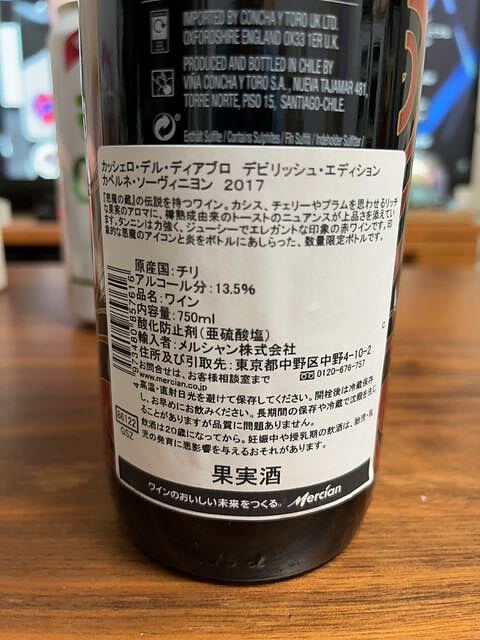 IMPORTED BY CONCHA Y TORO UK LTD.
OXFORDSHIRE ENGLAND OX33 1ER U.K.
PRODUCED AND BOTTLED IN CHILE BY
VIÑA CONCHA Y TORO S.A., NUEVA TAJAMAR 481,
TORRE NORTE, PISO 15, SANTIAGO-CHILE.
Enthält Sulfite / Contains Sulphites / Fln Sulfit / Indeholder Sulfitter /
カッシェロ・デル・ディアブロ デビリッシュ・エディション
カベルネ・ソーヴィニヨン 2017
『悪魔の蔵』の伝説を持つワイン。カシス、チェリーやプラムを思わせるリッチ
な果実のアロマに、樽熟成由来のトーストのニュアンスが上品さを添えてい
ます。タンニンは力強く、ジューシーでエレガントな印象の赤ワインです。印
象的な悪魔のアイコンと炎をボトルにあしらった、数量限定ボトルです。
原産国:チリ
アルコール分:13.5%
品名:ワイン
内容量:750ml
酸化防止剤(亜硫酸塩)
輸入者:メルシャン株式会社
住所及び引取先:東京都中野区中野4-10-2
お問合せは、お客様相談室まで 0120-676-757
www.mercian.co.jp
高温・直射日光を避けて保存してください。開栓後は冷蔵保存
し、お早めにお飲みください。長期間の保存や冷蔵で沈殿を生じ
ることがありますが品質に問題ありません。
飲酒は20歳になってから。妊娠中や授乳期の飲酒は、胎児・乳
児の発育に悪影響を与えるおそれがあります。
4 973480 857616
86122
GSZ
C
果実酒
ワインのおいしい未来をつくる。 Mercian